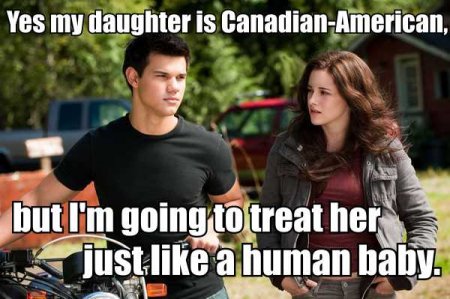 Yes my daughter is Canadian-American,
but I'm going to treat her
just like a human baby.